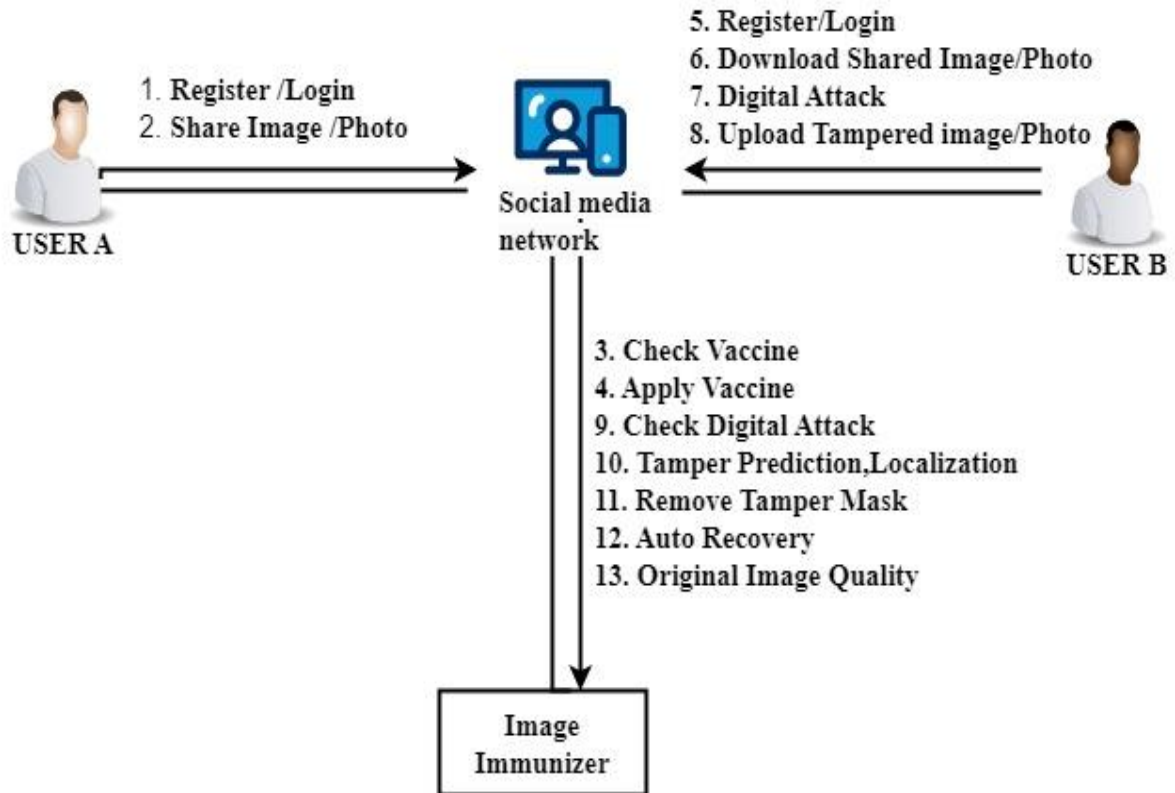 1. Register /Login
2. Share Image /Photo
USER A
Social media
network
5. Register/Login
6. Download Shared Image/Photo
7. Digital Attack
8. Upload Tampered image/Photo
USER B
3. Check Vaccine
4. Apply Vaccine
9. Check Digital Attack
10. Tamper Prediction,Localization
11. Remove Tamper Mask
12. Auto Recovery
13. Original Image Quality
Image
Immunizer